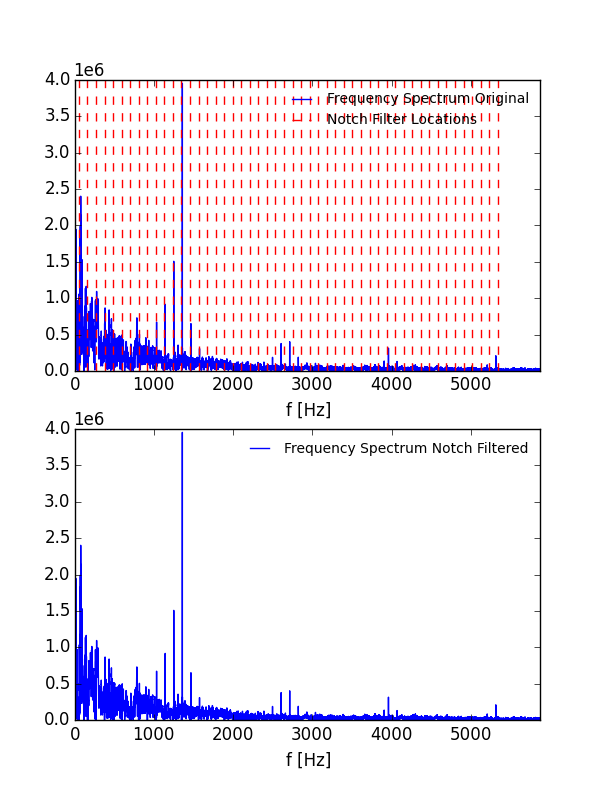 1e6
4.0
3.5
3.0
2.5
2.0
1.5
1.0
0.5
0.0
Frequency Spectrum Original
Notch Filter Locations
0 1000 2000 3000 4000 5000
f [Hz]
1e6
4.0
3.5
3.0
2.5
2.0
1.5
1.0
0.5
0.0
Frequency Spectrum Notch Filtered
0 1000 2000 3000 4000 5000
f [Hz]